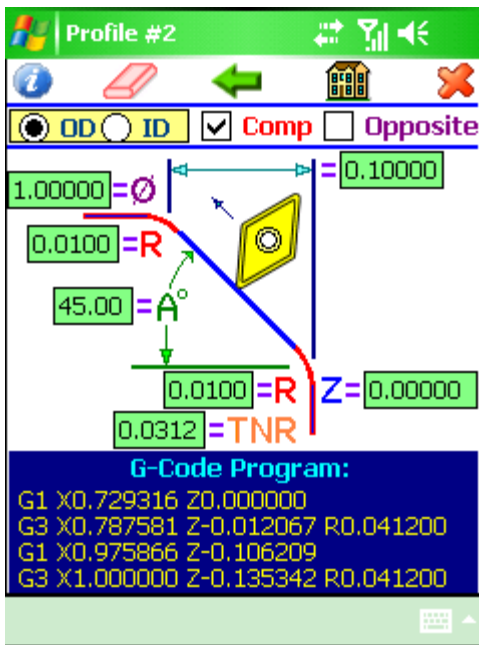 Profile #2
OD ID Comp Opposite
= 0.10000
1.00000 =Ø
0.0100 =R
45.00 =A°
0.0100 =R Z= 0.00000
0.0312 =TNR
G-Code Program:
G1 X0.729316 Z0.000000
G3 X0.787581 Z-0.012067 R0.041200
G1 X0.975866 Z-0.106209
G3 X1.000000 Z-0.135342 R0.041200